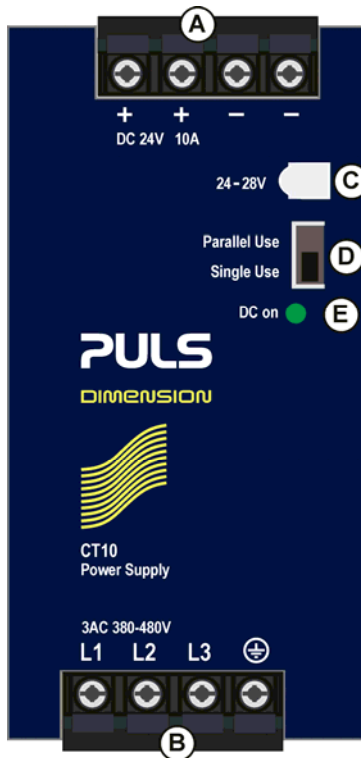 A
+ + − −
DC 24V 10A
24-28V C
Parallel Use
Single Use
D
DC on E
PULS
DIMENSION
CT10
Power Supply
3AC 380-480V
L1 L2 L3
B